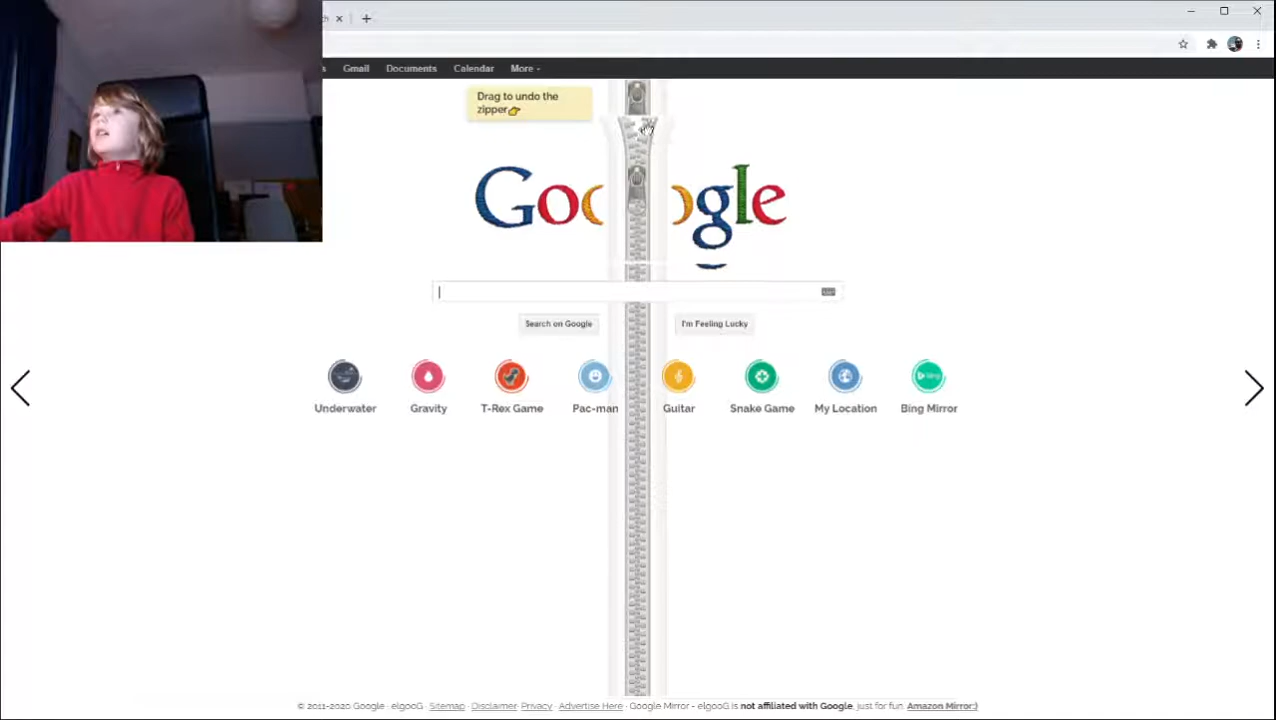 Gmail Documents Calendar More
Drag to undo the
zipper👉
Google
Search on Google I'm Feeling Lucky
Underwater Gravity T-Rex Game Pac-man Guitar Snake Game My Location Bing Mirror
© 2011-2020 Google - elgooG Sitemap Disclaimer Privacy Advertise Here - Google Mirror - elgooG is not affiliated with Google, just for fun. Amazon Mirror:)